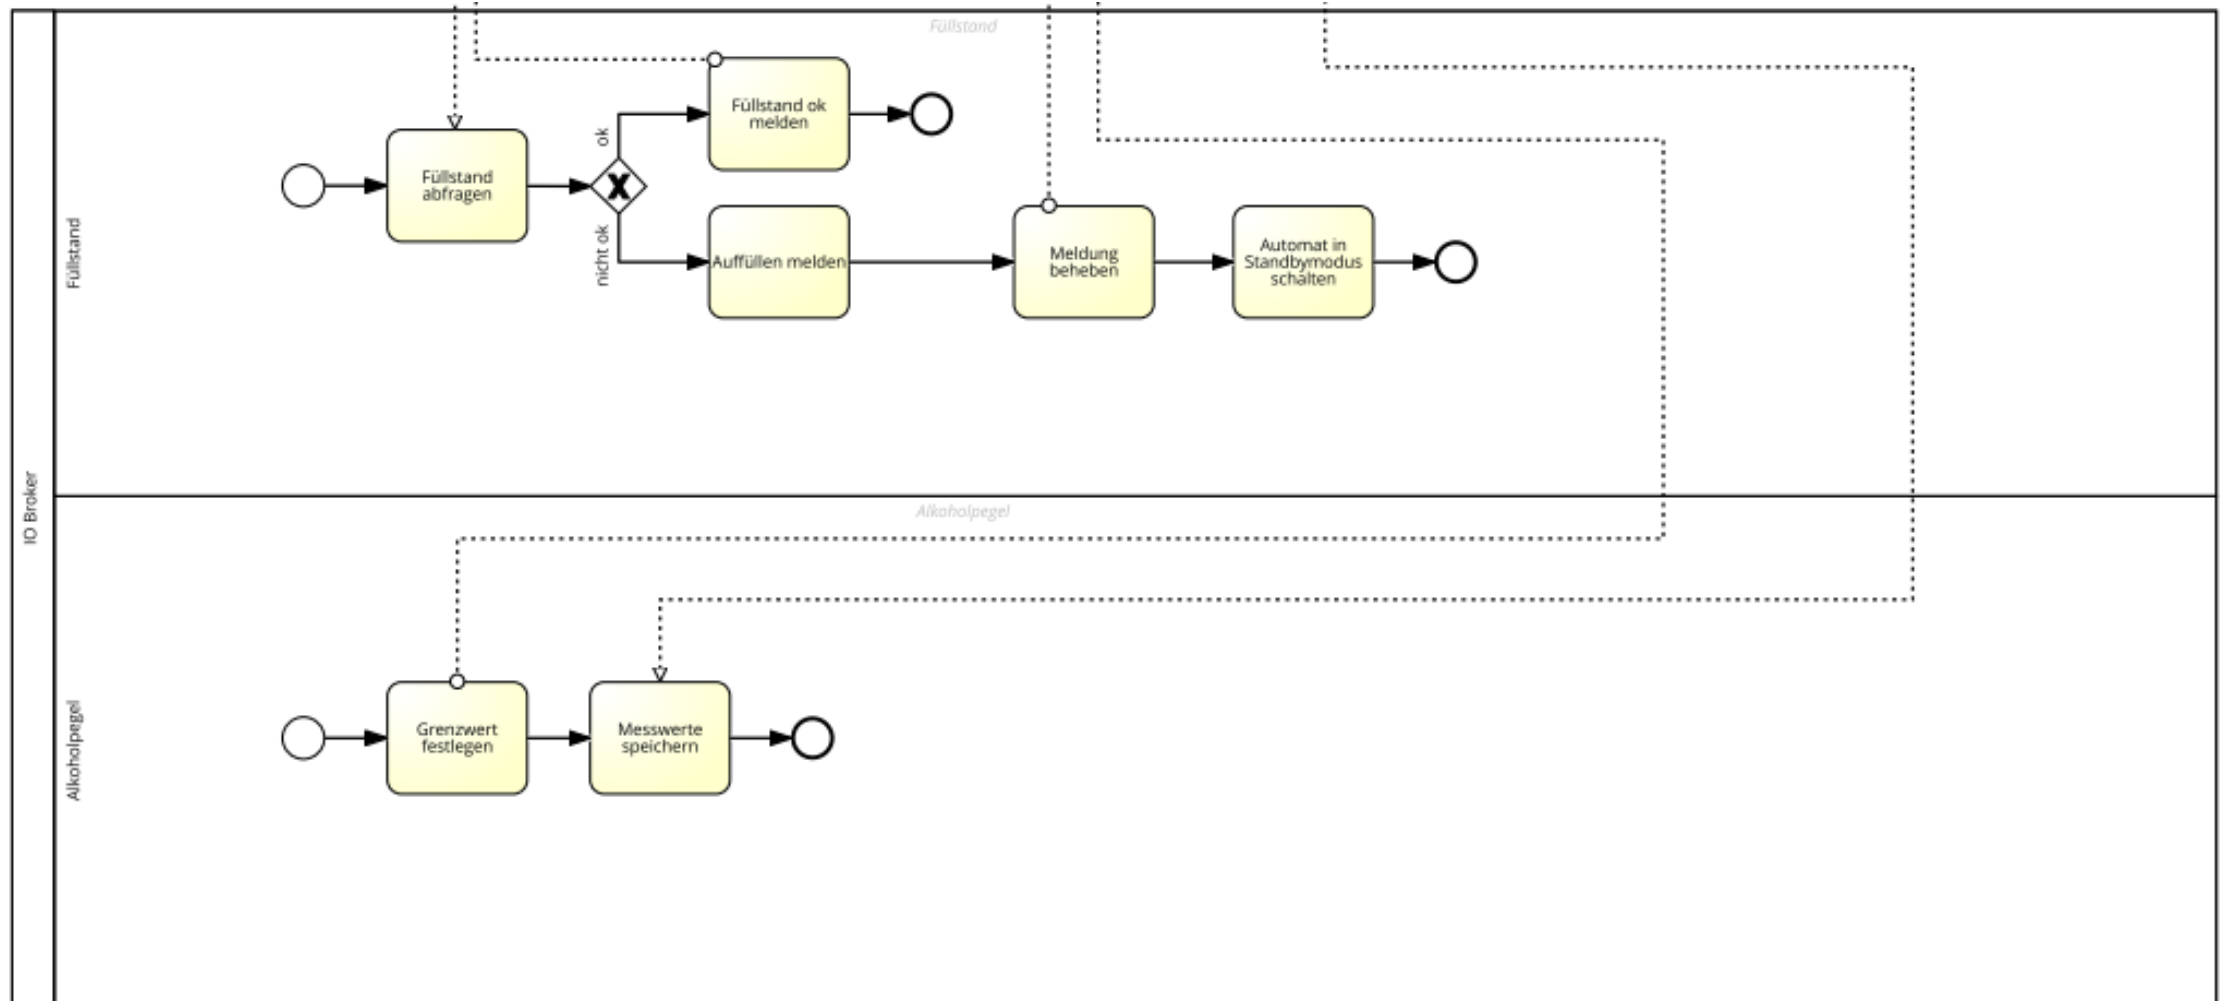 IO Broker
Füllstand
Füllstand
Füllstand
abfragen
ok
nicht ok
Füllstand ok
melden
Auffüllen melden
Meldung
beheben
Automat in
Standbymodus
schalten
Alkoholpegel
Alkoholpegel
Grenzwert
festlegen
Messwerte
speichern